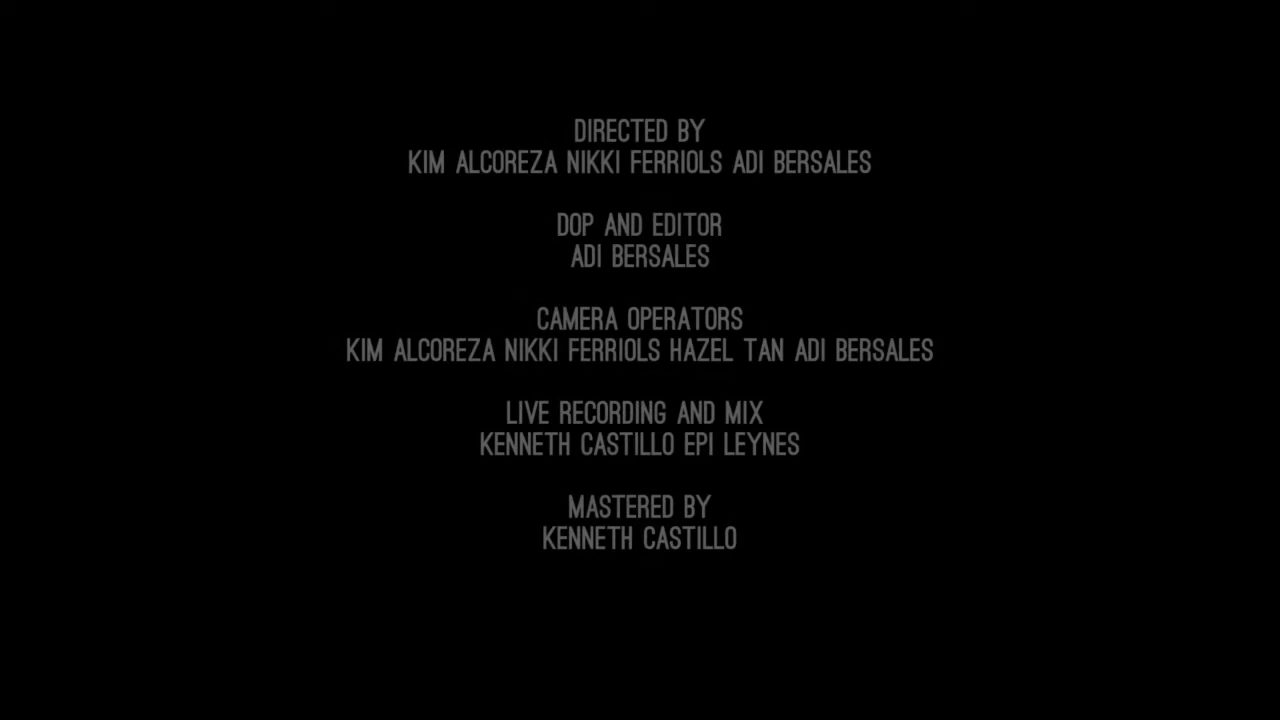 DIRECTED BY
KIM ALCOREZA NIKKI FERRIOLS ADI BERSALES
DOP AND EDITOR
ADI BERSALES
CAMERA OPERATORS
KIM ALCOREZA NIKKI FERRIOLS HAZEL TAN ADI BERSALES
LIVE RECORDING AND MIX
KENNETH CASTILLO EPI LEYNES
MASTERED BY
KENNETH CASTILLO